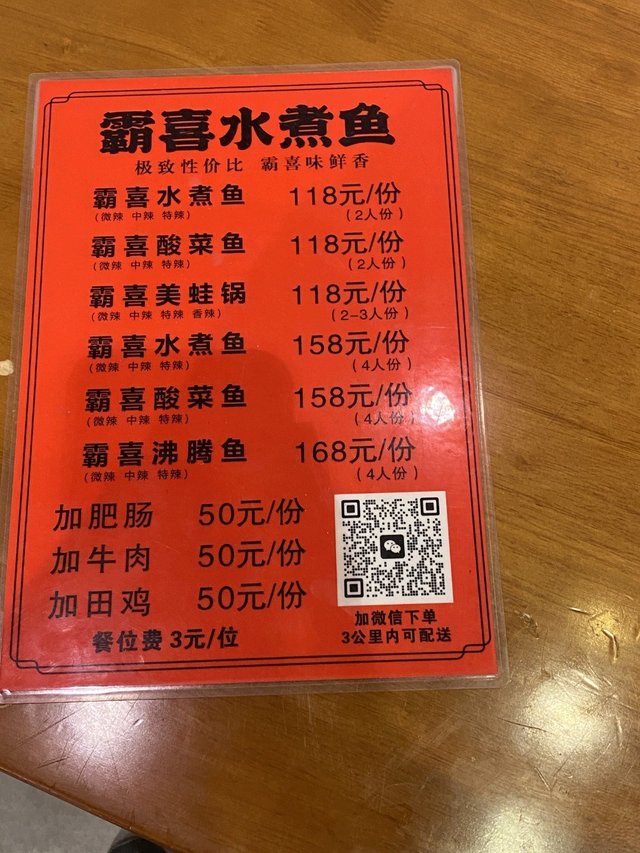 霸喜水煮鱼
极致性价比 霸喜味鲜香
霸喜水煮鱼 118元/份
(微辣 中辣 特辣) (2人份)
霸喜酸菜鱼 118元/份
(微辣 中辣 特辣) (2人份)
霸喜美蛙锅 118元/份
(微辣 中辣 特辣 香辣) (2-3人份)
霸喜水煮鱼 158元/份
(微辣 中辣 特辣) (4人份)
霸喜酸菜鱼 158元/份
(微辣 中辣 特辣) (4人份)
霸喜沸腾鱼 168元/份
(微辣 中辣 特辣) (4人份)
加肥肠 50元/份
加牛肉 50元/份
加田鸡 50元/份
餐位费3元/位
加微信下单
3公里内可配送